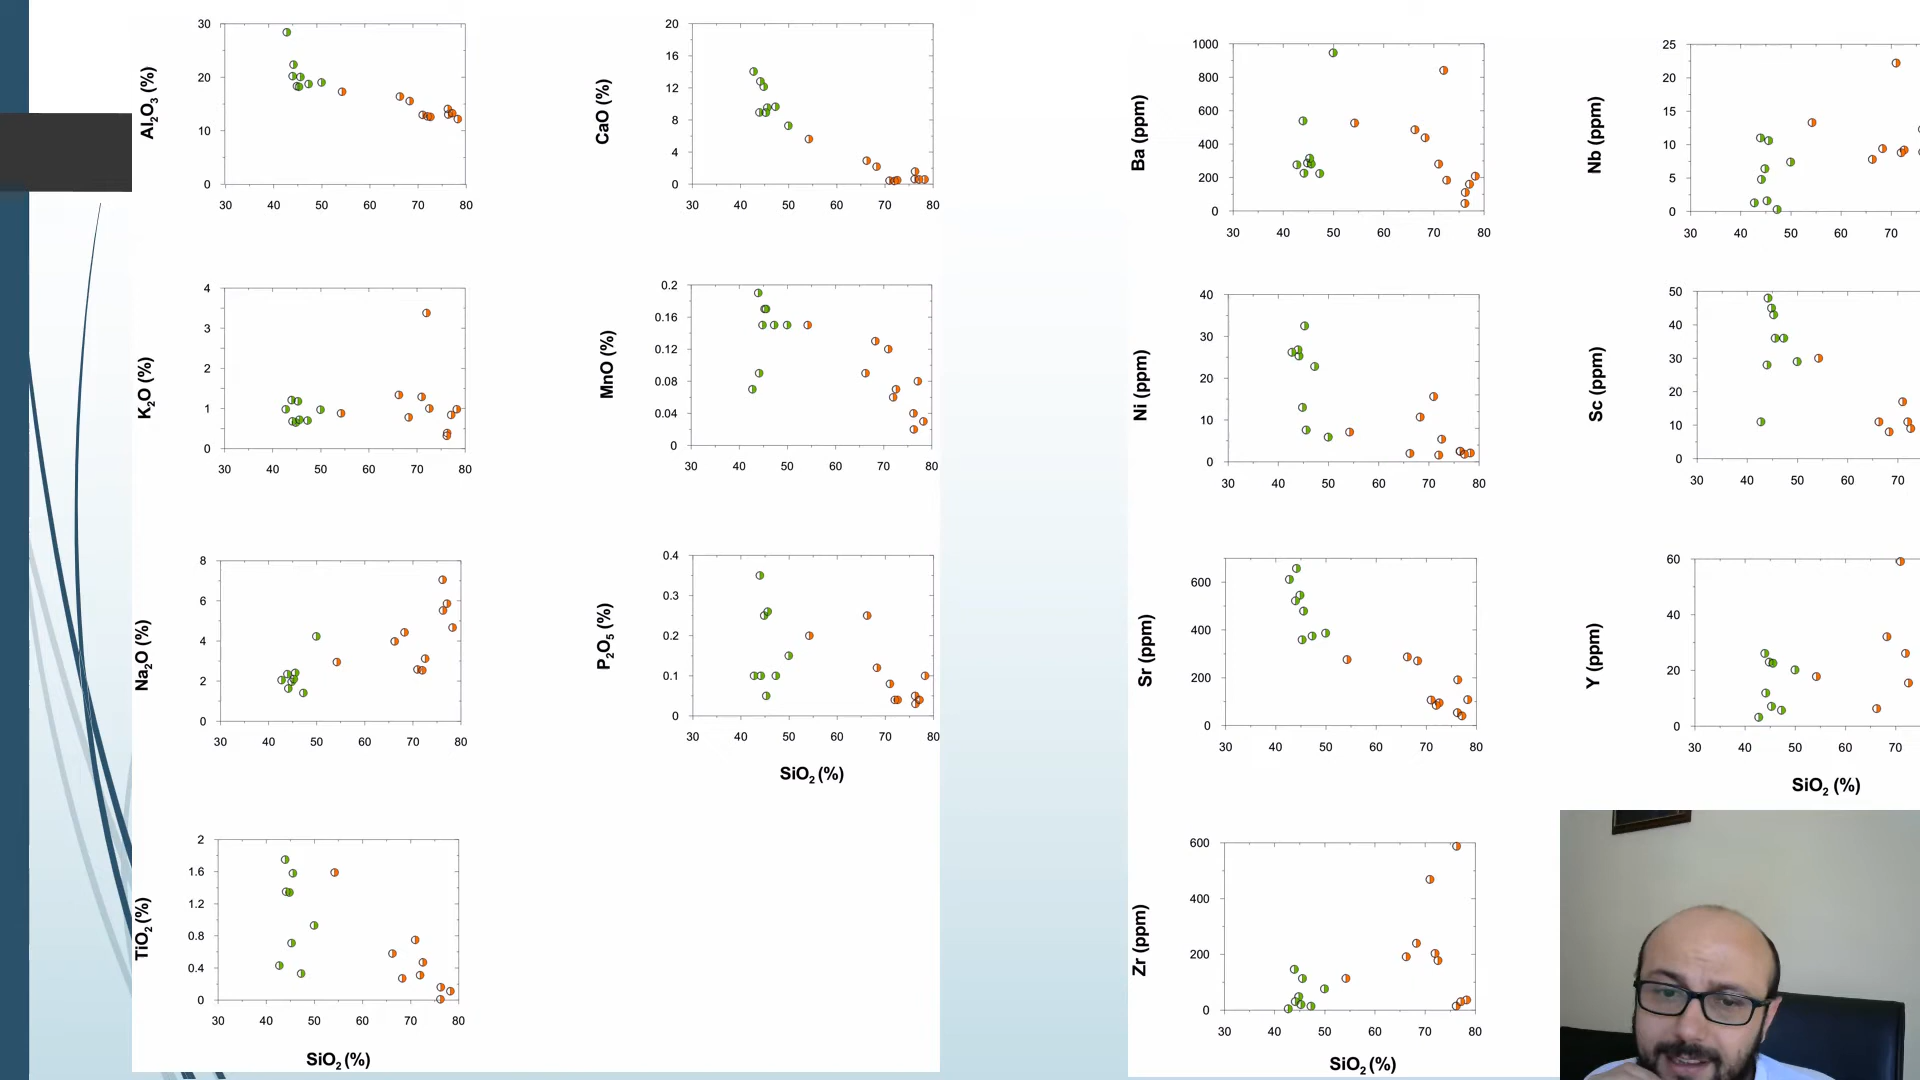 Al2O3 (%)
30
20
10
0
30 40 50 60 70 80
CaO (%)
20
16
12
8
4
0
30 40 50 60 70 80
Ba (ppm)
1000
800
600
400
200
0
30 40 50 60 70 80
Nb (ppm)
25
20
15
10
5
0
30 40 50 60 70
K2O (%)
4
3
2
1
0
30 40 50 60 70 80
MnO (%)
0.2
0.16
0.12
0.08
0.04
0
30 40 50 60 70 80
Ni (ppm)
40
30
20
10
0
30 40 50 60 70 80
Sc (ppm)
50
40
30
20
10
0
30 40 50 60 70
Na2O (%)
8
6
4
2
0
30 40 50 60 70 80
P2O5 (%)
0.4
0.3
0.2
0.1
0
30 40 50 60 70 80
SiO2 (%)
Sr (ppm)
600
400
200
0
30 40 50 60 70 80
Y (ppm)
60
40
20
0
30 40 50 60 70
SiO2 (%)
TiO2 (%)
2
1.6
1.2
0.8
0.4
0
30 40 50 60 70 80
SiO2 (%)
Zr (ppm)
600
400
200
0
30 40 50 60 70 80
SiO2 (%)